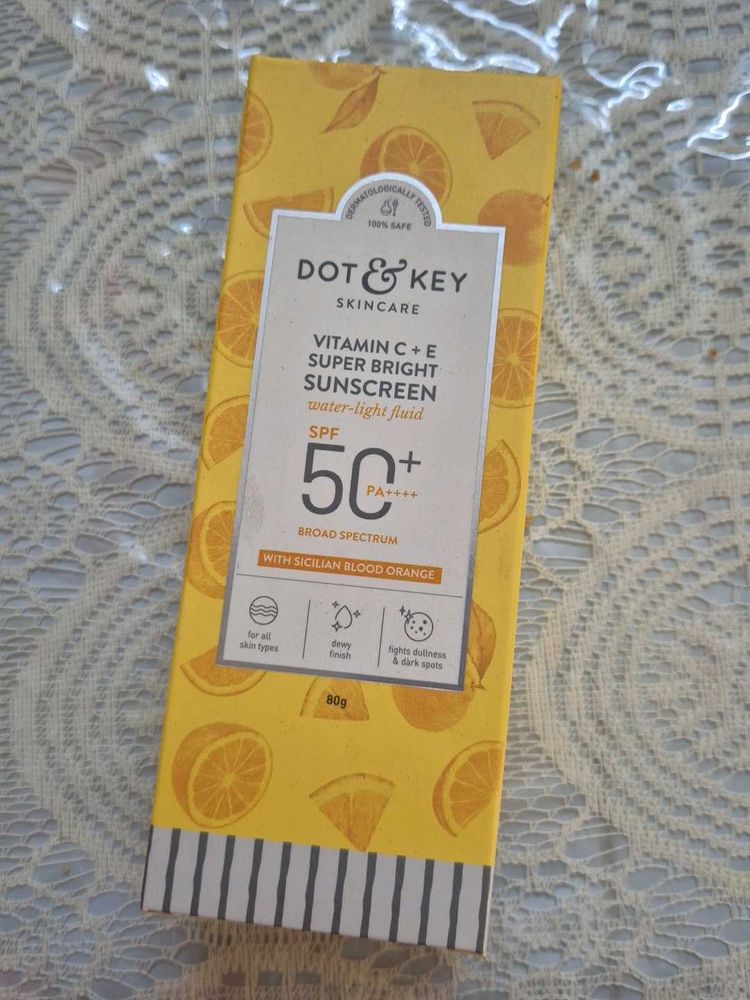 DERMATOLOGICALLY TESTED
100% SAFE
DOT & KEY
SKINCARE
VITAMIN C + E
SUPER BRIGHT
SUNSCREEN
water-light fluid
SPF
50+
PA++++
BROAD SPECTRUM
WITH SICILIAN BLOOD ORANGE
for all
skin types
dewy
finish
fights dullness
& dark spots
80g